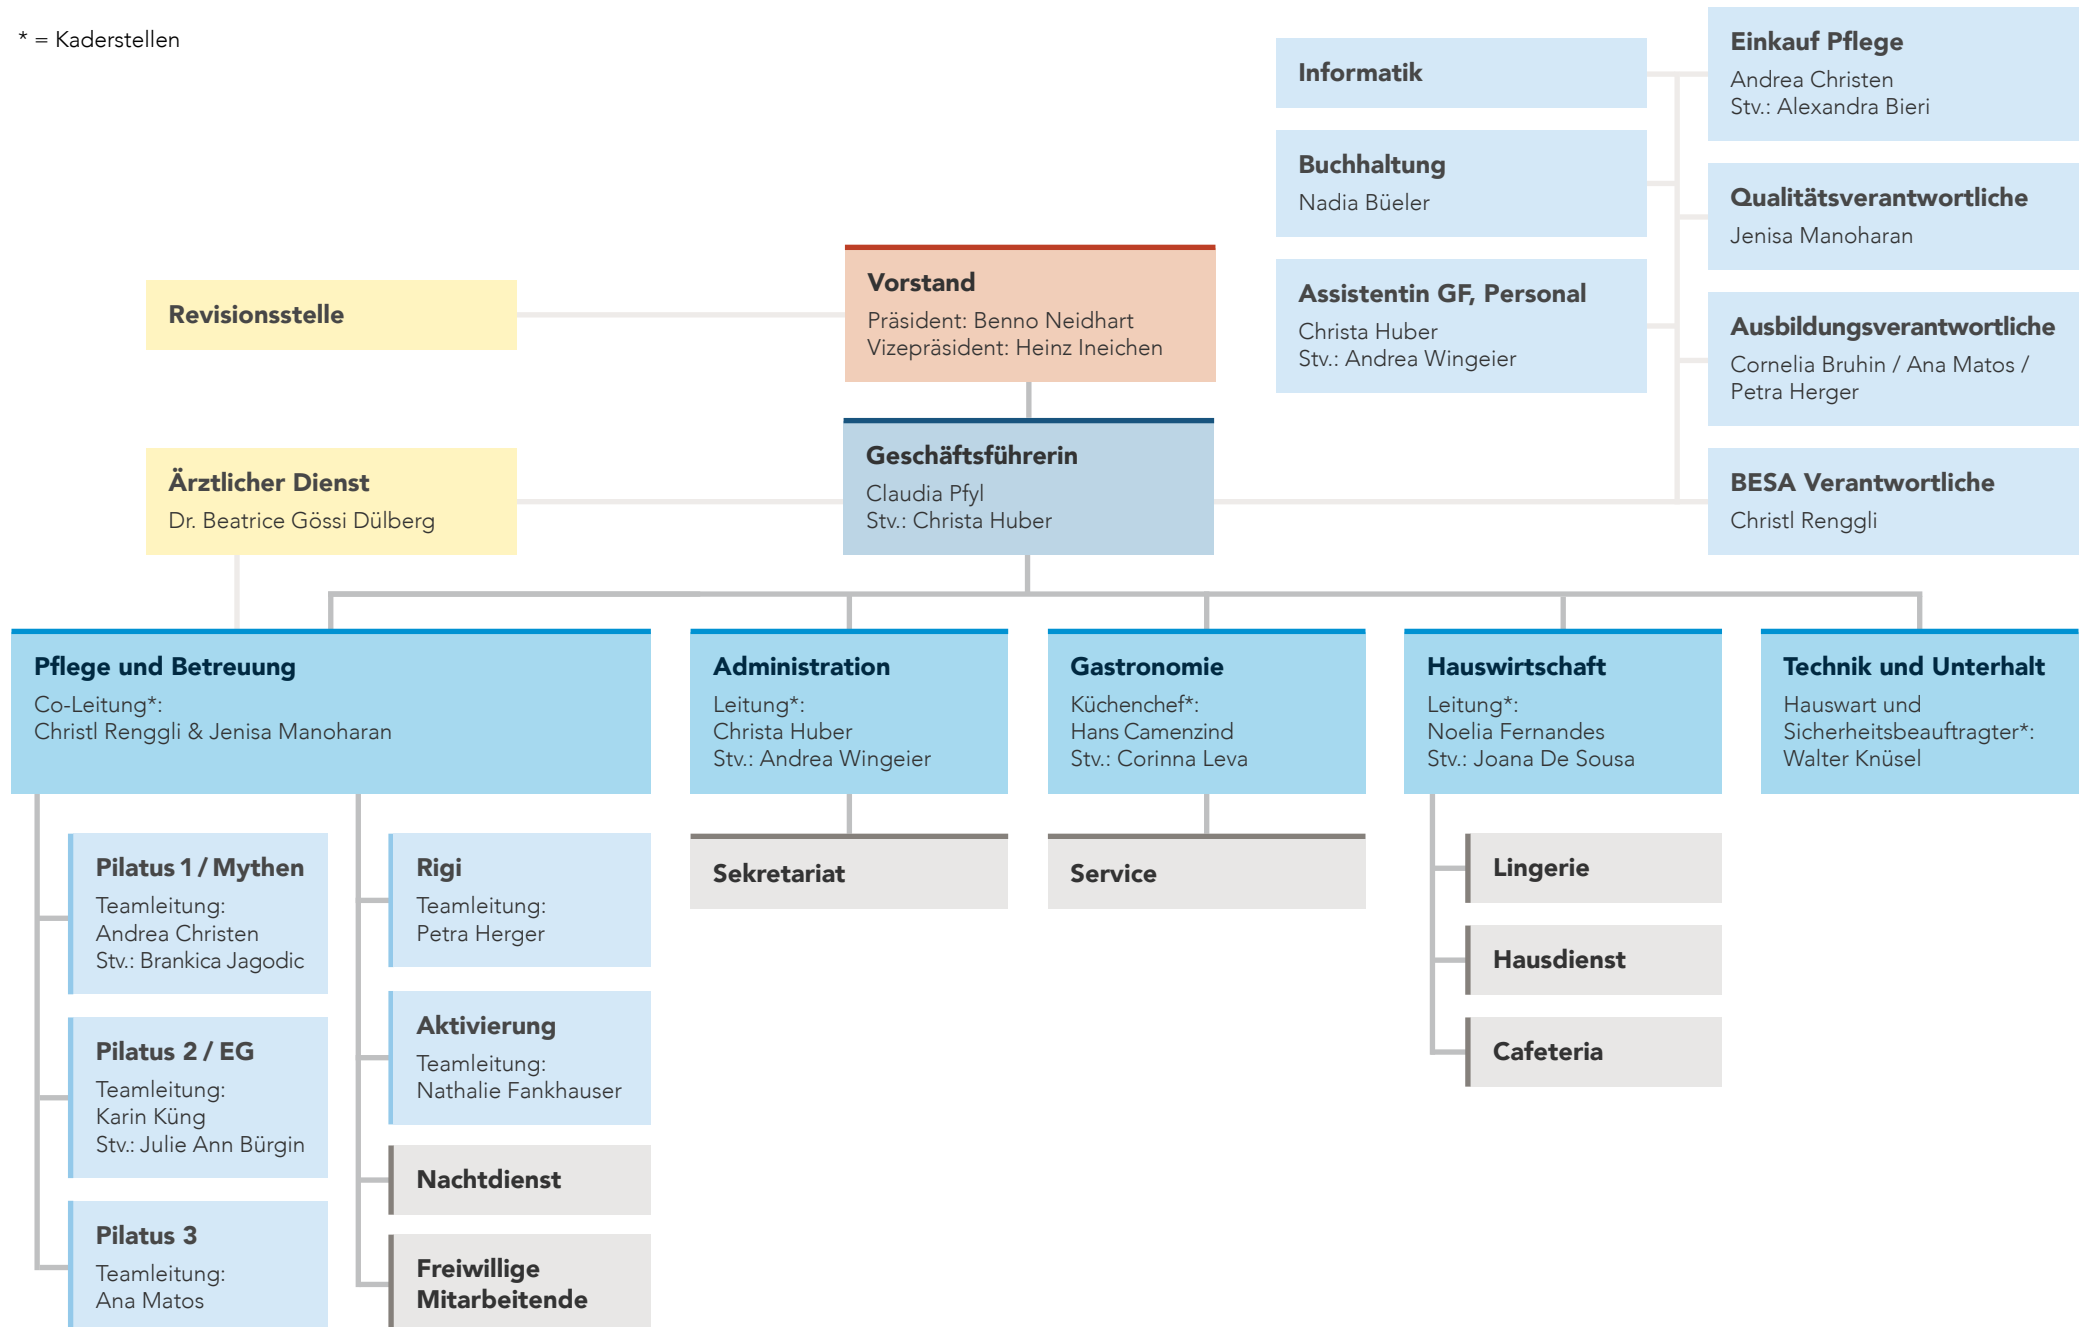 * = Kaderstellen
Informatik
Buchhaltung
Nadia Büeler
Assistentin GF, Personal
Christa Huber
Stv.: Andrea Wingeier
Einkauf Pflege
Andrea Christen
Stv.: Alexandra Bieri
Qualitätsverantwortliche
Jenisa Manoharan
Ausbildungsverantwortliche
Cornelia Bruhin / Ana Matos /
Petra Herger
BESA Verantwortliche
Christl Renggli
Revisionsstelle
Vorstand
Präsident: Benno Neidhart
Vizepräsident: Heinz Ineichen
Ärztlicher Dienst
Dr. Beatrice Gössi Dülberg
Geschäftsführerin
Claudia Pfyl
Stv.: Christa Huber
Pflege und Betreuung
Co-Leitung*:
Christl Renggli & Jenisa Manoharan
Administration
Leitung*:
Christa Huber
Stv.: Andrea Wingeier
Gastronomie
Küchenchef*:
Hans Camenzind
Stv.: Corinna Leva
Hauswirtschaft
Leitung*:
Noelia Fernandes
Stv.: Joana De Sousa
Technik und Unterhalt
Hauswart und
Sicherheitsbeauftragter*:
Walter Knüsel
Pilatus 1 / Mythen
Teamleitung:
Andrea Christen
Stv.: Brankica Jagodic
Pilatus 2 / EG
Teamleitung:
Karin Küng
Stv.: Julie Ann Bürgin
Pilatus 3
Teamleitung:
Ana Matos
Rigi
Teamleitung:
Petra Herger
Aktivierung
Teamleitung:
Nathalie Fankhauser
Nachtdienst
Freiwillige
Mitarbeitende
Sekretariat
Service
Lingerie
Hausdienst
Cafeteria